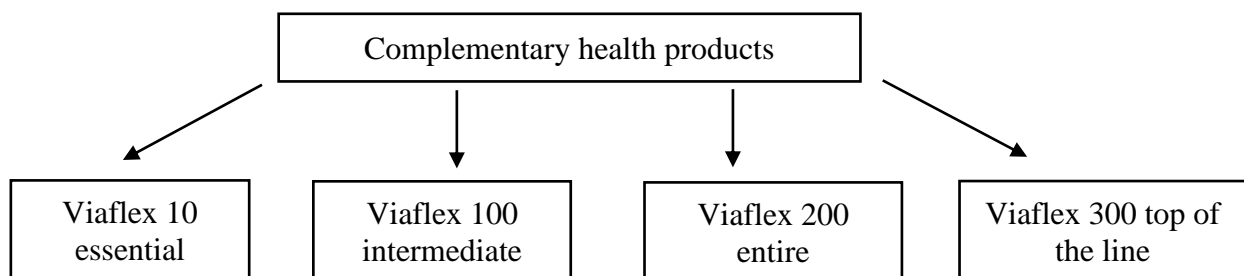 Complementary health products
Viaflex 10
essential
Viaflex 100
intermediate
Viaflex 200
entire
Viaflex 300 top of
the line